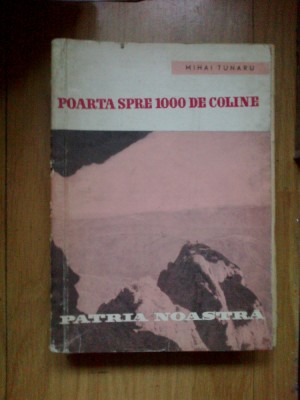 MIHAI TUNARU
POARTA SPRE 1000 DE COLINE
PATRIA NOASTRĂ